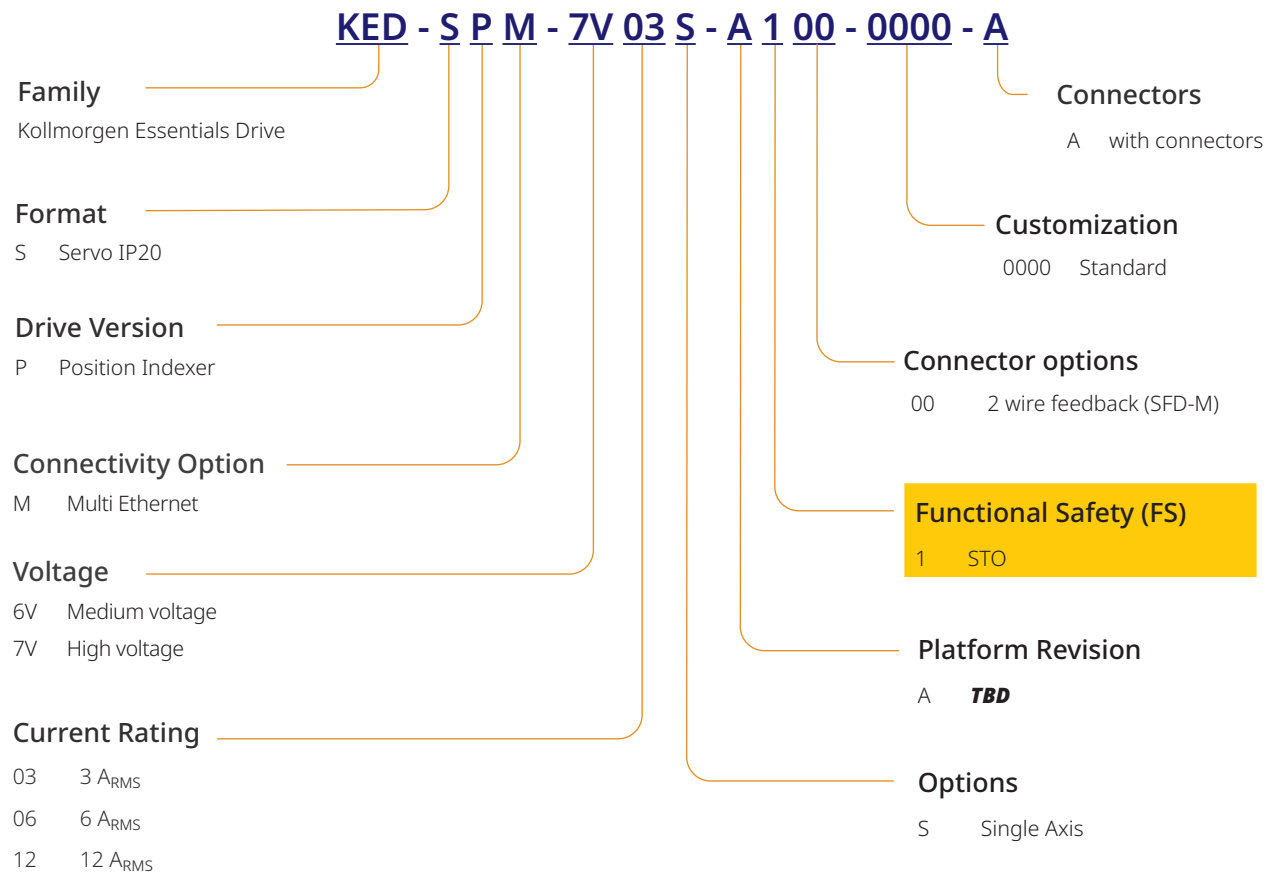 KED - S P M - 7V 03 S - A 1 00 - 0000 - A
Family
Kollmorgen Essentials Drive
Format
S Servo IP20
Drive Version
P Position Indexer
Connectivity Option
M Multi Ethernet
Voltage
6V Medium voltage
7V High voltage
Current Rating
03 3 ARMS
06 6 ARMS
12 12 ARMS
Connectors
A with connectors
Customization
0000 Standard
Connector options
00 2 wire feedback (SFD-M)
Functional Safety (FS)
1 STO
Platform Revision
A TBD
Options
S Single Axis